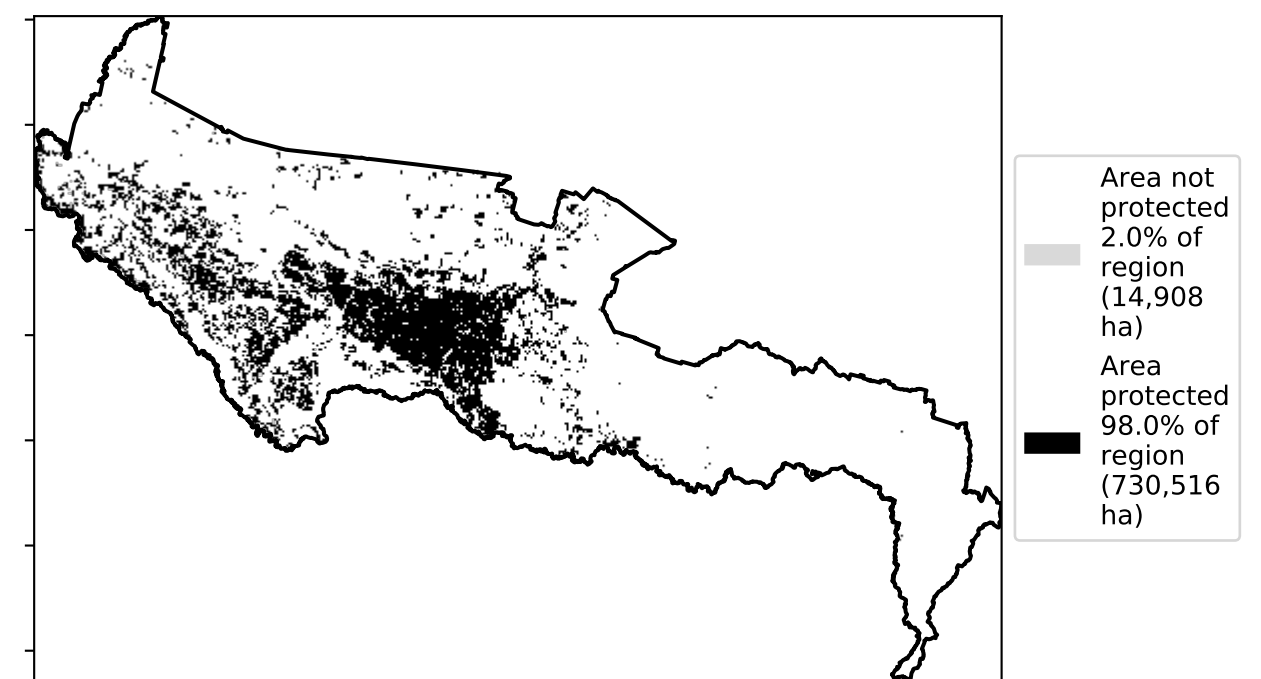 Area not
protected
2.0% of
region
(14,908
ha)
Area
protected
98.0% of
region
(730,516
ha)